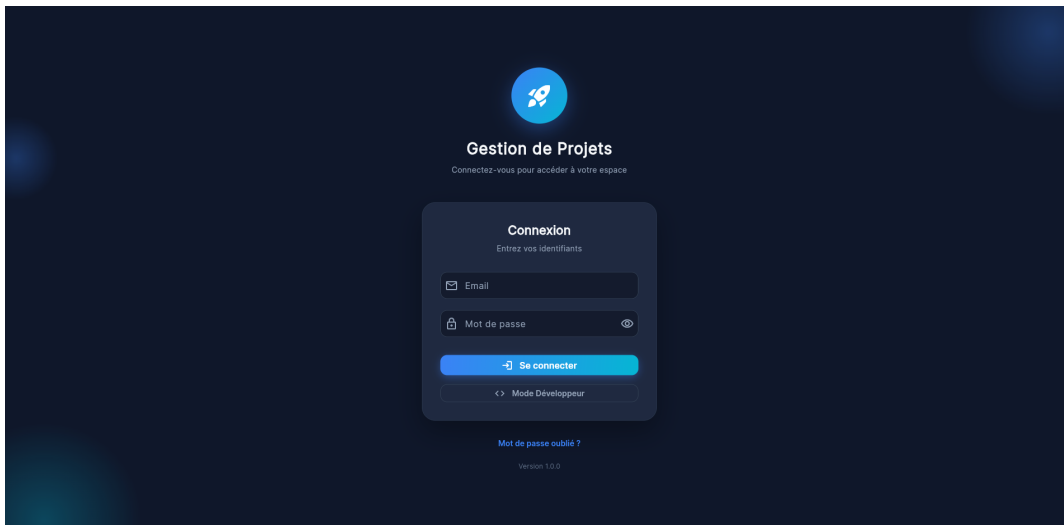 Gestion de Projets
Connectez-vous pour accéder à votre espace
Connexion
Entrez vos identifiants
Email
Mot de passe
Se connecter
<> Mode Développeur
Mot de passe oublié ?
Version 1.0.0